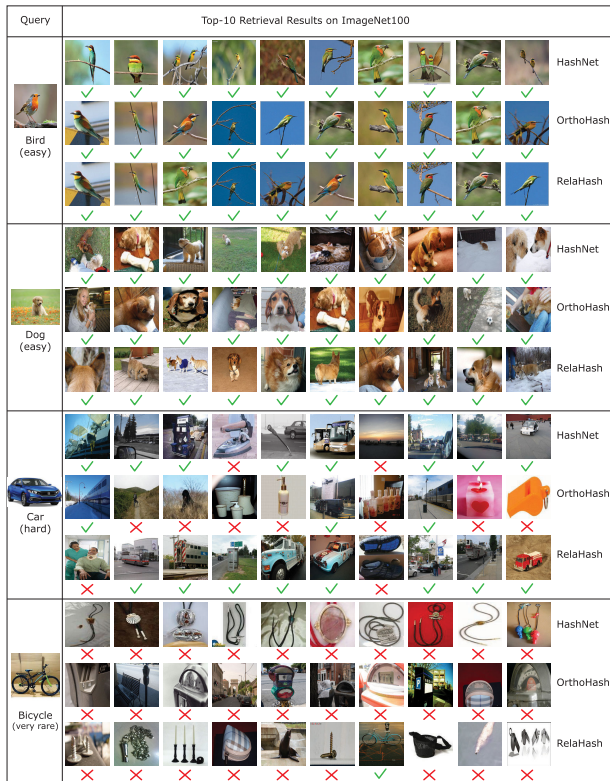 Query
Top-10 Retrieval Results on ImageNet100
HashNet
OrthoHash
Bird
(easy)
RelaHash
HashNet
OrthoHash
Dog
(easy)
RelaHash
HashNet
OrthoHash
Car
(hard)
RelaHash
HashNet
OrthoHash
Bicycle
(very rare)
RelaHash